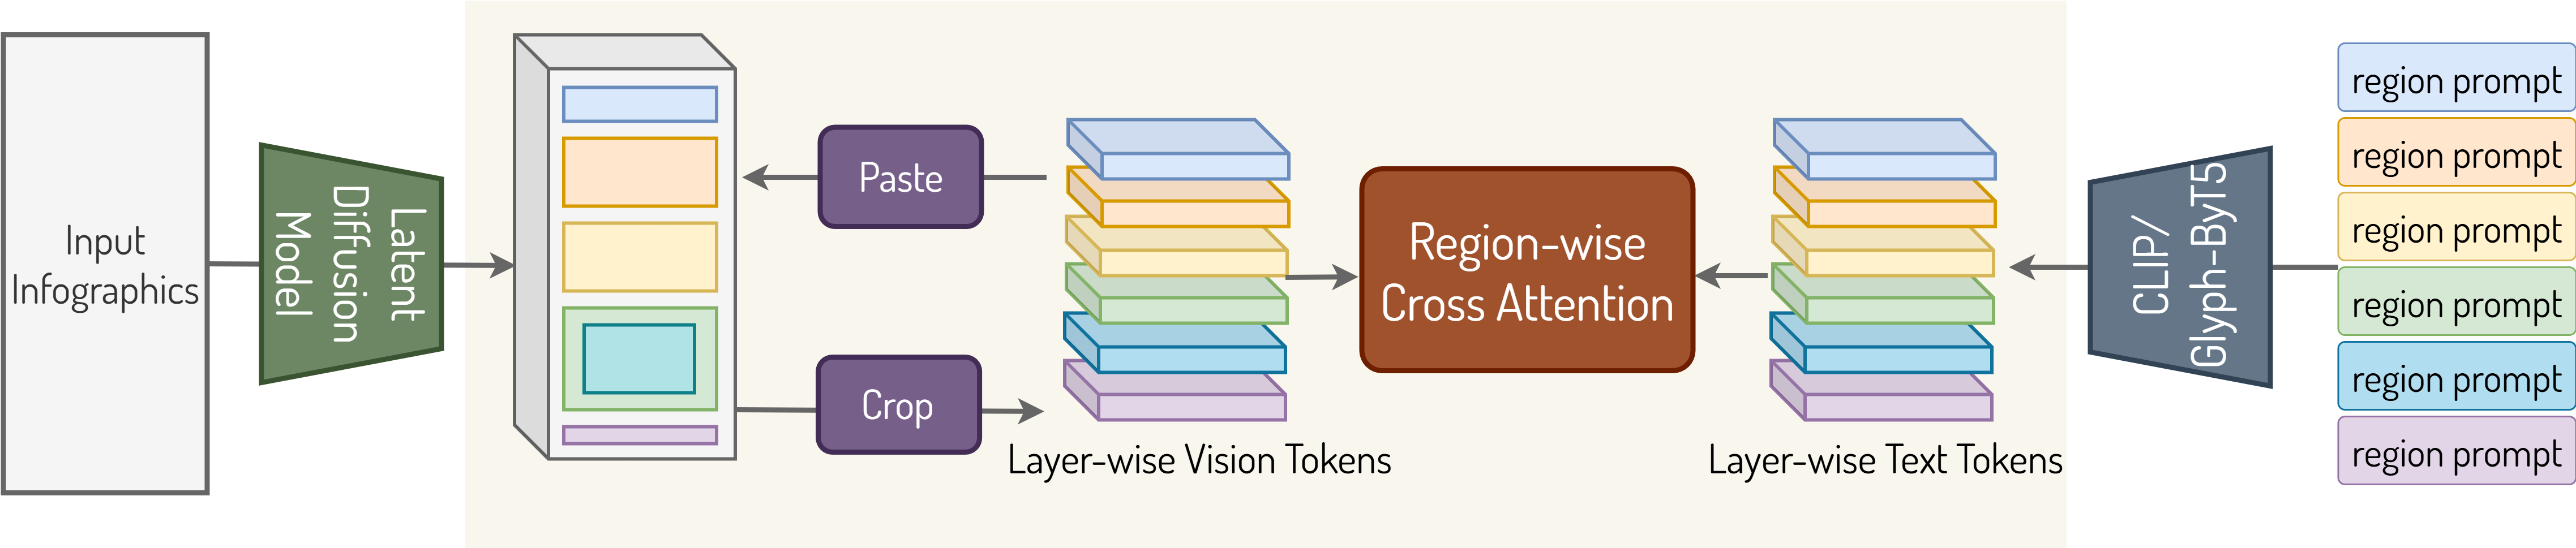 Input
Infographics
Latent
Diffusion
Model
Paste
Crop
Layer-wise Vision Tokens
Region-wise
Cross Attention
Layer-wise Text Tokens
CLIP/
Glyph-ByT5
region prompt
region prompt
region prompt
region prompt
region prompt
region prompt